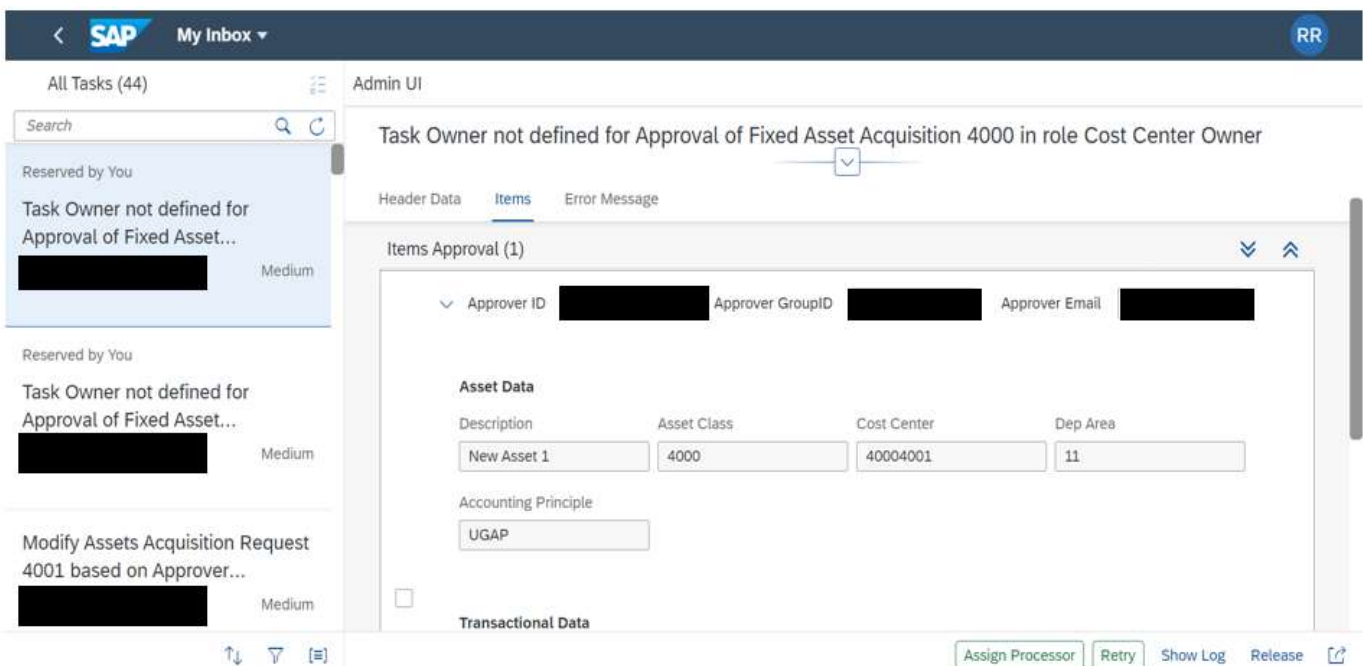 SAP My Inbox RR
All Tasks (44)
Search
Reserved by You
Task Owner not defined for
Approval of Fixed Asset...
Medium
Reserved by You
Task Owner not defined for
Approval of Fixed Asset...
Medium
Modify Assets Acquisition Request
4001 based on Approver...
Medium
Admin UI
Task Owner not defined for Approval of Fixed Asset Acquisition 4000 in role Cost Center Owner
Header Data Items Error Message
Items Approval (1)
Approver ID Approver GroupID Approver Email
Asset Data
Description Asset Class Cost Center Dep Area
New Asset 1 4000 40004001 11
Accounting Principle
UGAP
Transactional Data
Assign Processor Retry Show Log Release